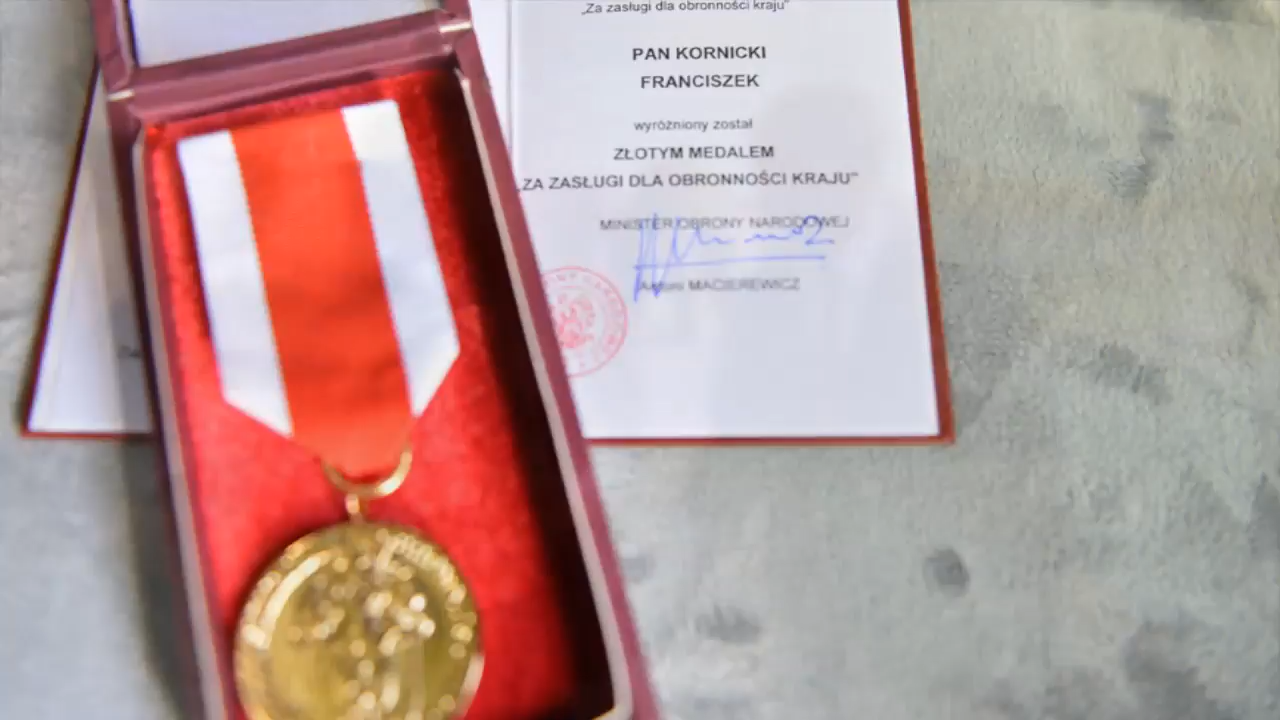 „Za zasługi dla obronności kraju”
PAN KORNICKI
FRANCISZEK
wyróżniony został
ZŁOTYM MEDALEM
„ZA ZASŁUGI DLA OBRONNOŚCI KRAJU”
MINISTER OBRONY NARODOWEJ
Antoni MACIEREWICZ